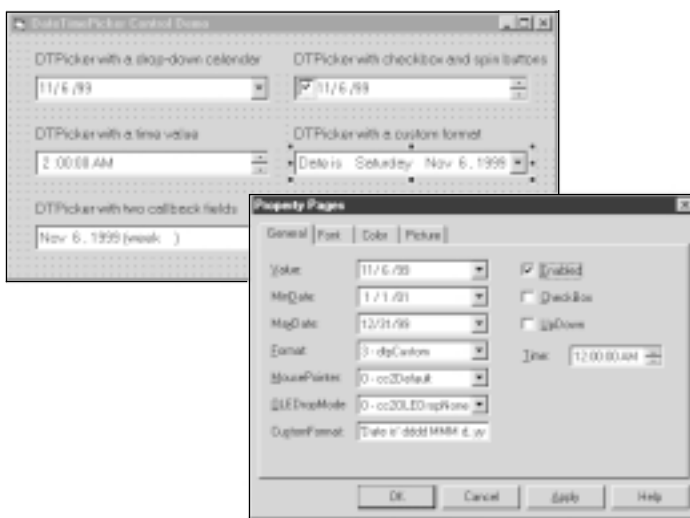 DateTimePicker Control Demo
DTPicker with a drop-down calendar
DTPicker with checkbox and spin buttons
11/6 /99
11/6 /99
DTPicker with a time value
DTPicker with a custom format
2 :00:00 AM
Date is Saturday Nov 6, 1999
DTPicker with two callback fields
Nov 6, 1999 (week )
Property Pages
General
Font
Color
Picture
Value:
11/ 6 /99
Enabled
MinDate:
1 / 1 /01
CheckBox
MaxDate:
12/31/99
UpDown
Format:
3 - dtpCustom
Time:
12:00:00 AM
MousePointer:
0 - cc2Default
OLEDropMode
0 - cc2OLEDropNone
CustomFormat:
'Date is' dddd MMM d, yy
OK
Cancel
Apply
Help